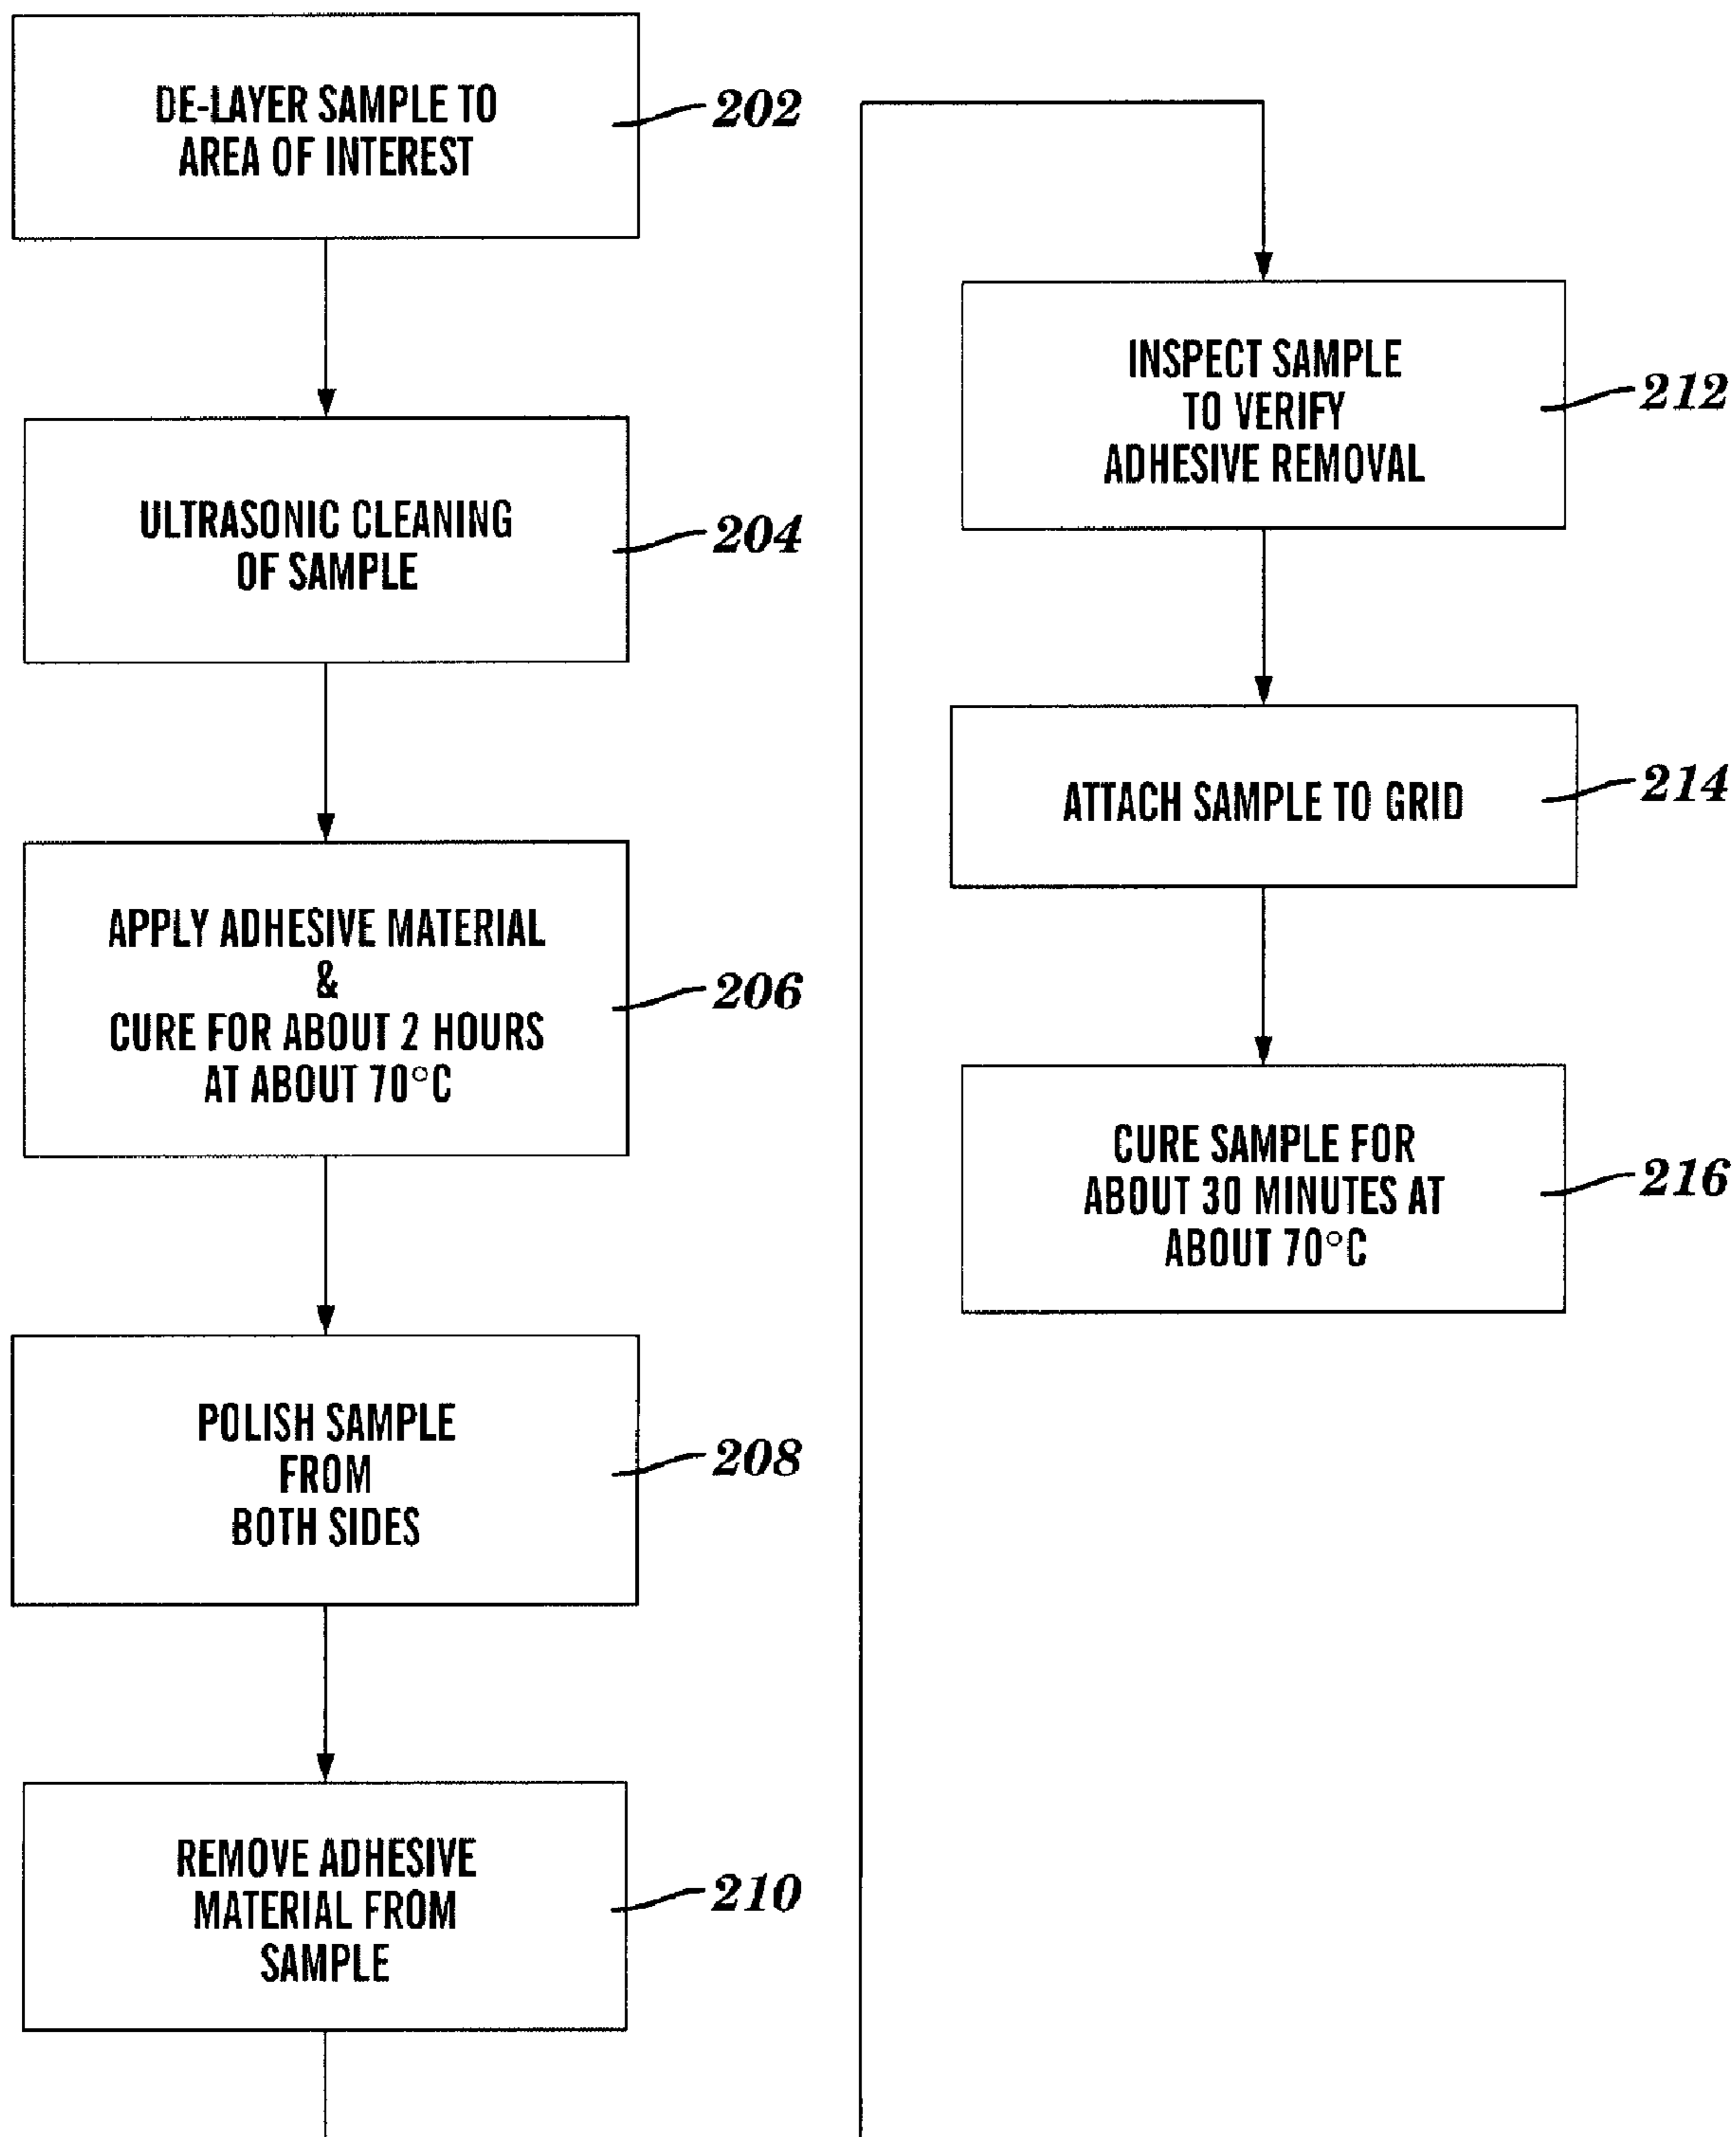 DE-LAYER SAMPLE TO
AREA OF INTEREST
202
ULTRASONIC CLEANING
OF SAMPLE
204
APPLY ADHESIVE MATERIAL
&
CURE FOR ABOUT 2 HOURS
AT ABOUT 70°C
206
POLISH SAMPLE
FROM
BOTH SIDES
208
REMOVE ADHESIVE
MATERIAL FROM
SAMPLE
210
INSPECT SAMPLE
TO VERIFY
ADHESIVE REMOVAL
212
ATTACH SAMPLE TO GRID
214
CURE SAMPLE FOR
ABOUT 30 MINUTES AT
ABOUT 70°C
216